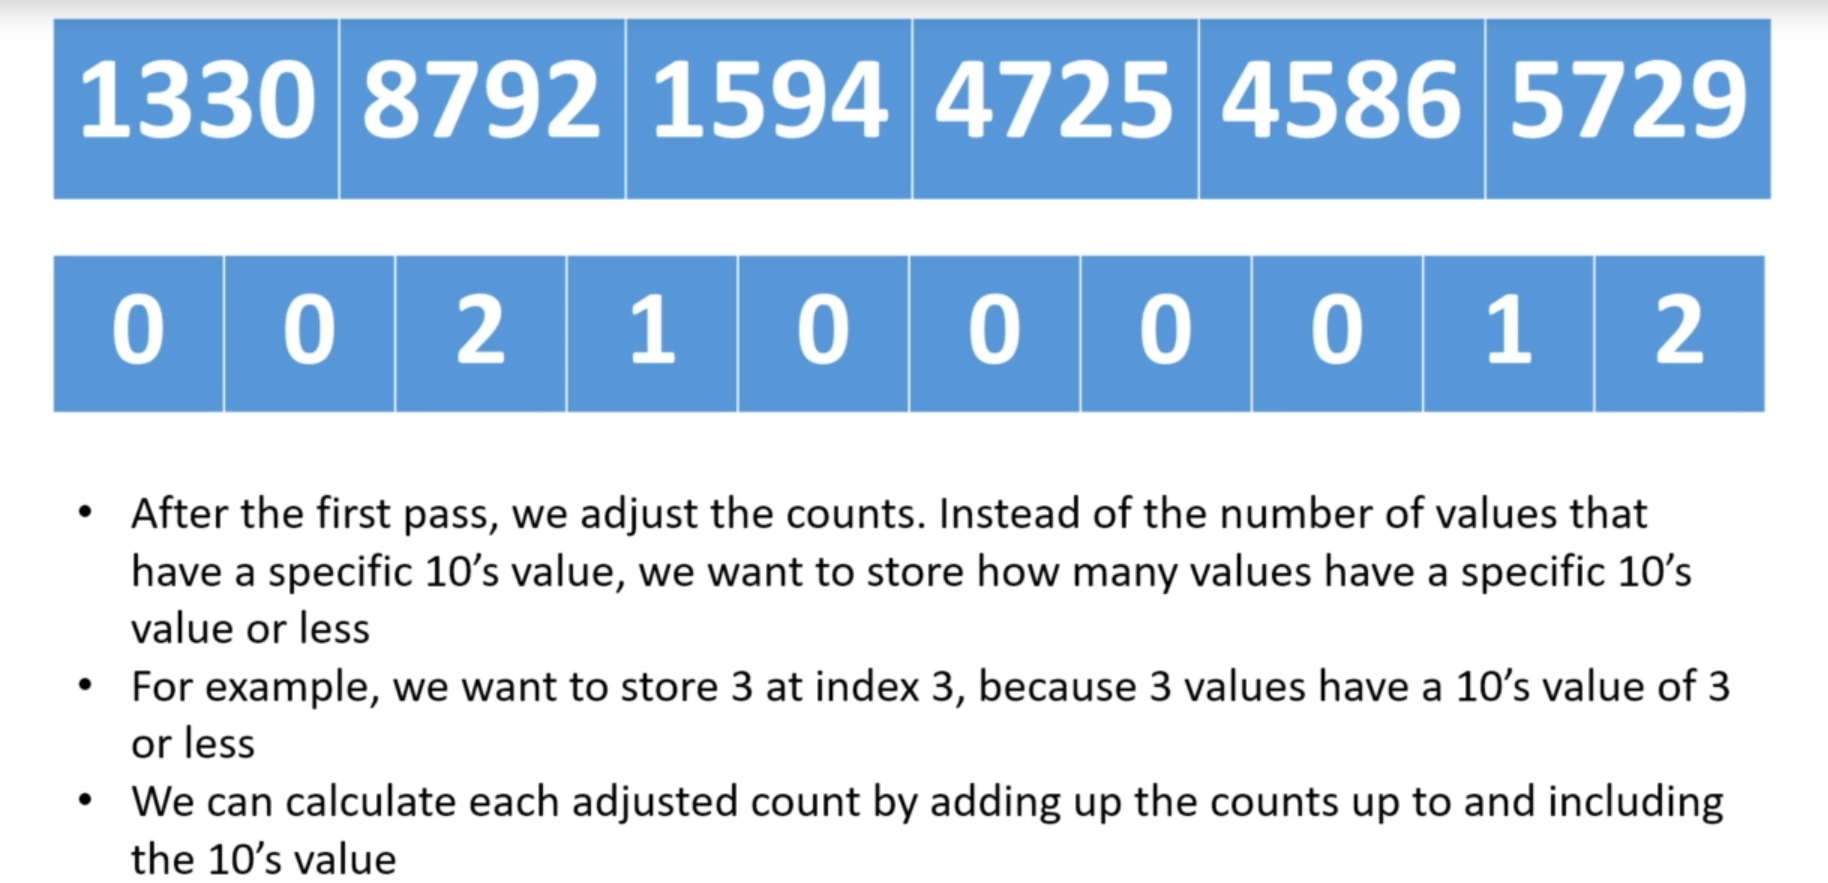 1330 8792 1594 4725 4586 5729
0 0 2 1 0 0 0 0 1 2
• After the first pass, we adjust the counts. Instead of the number of values that
have a specific 10’s value, we want to store how many values have a specific 10’s
value or less
• For example, we want to store 3 at index 3, because 3 values have a 10’s value of 3
or less
• We can calculate each adjusted count by adding up the counts up to and including
the 10’s value